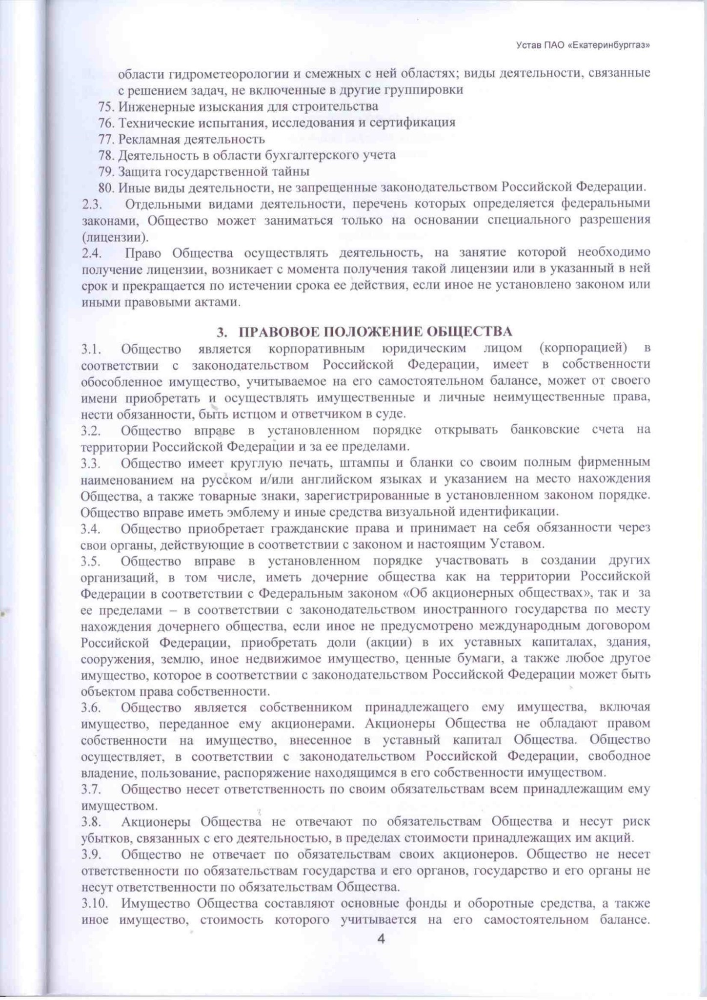 Устав ПАО «Екатеринбурггаз»
области гидрометеорологии и смежных с ней областях; виды деятельности, связанные
с решением задач, не включенные в другие группировки
75. Инженерные изыскания для строительства
76. Технические испытания, исследования и сертификация
77. Рекламная деятельность
78. Деятельность в области бухгалтерского учета
79. Защита государственной тайны
80. Иные виды деятельности, не запрещенные законодательством Российской Федерации.
2.3. Отдельными видами деятельности, перечень которых определяется федеральными
законами, Общество может заниматься только на основании специального разрешения
(лицензии).
2.4. Право Общества осуществлять деятельность, на занятие которой необходимо
получение лицензии, возникает с момента получения такой лицензии или в указанный в ней
срок и прекращается по истечении срока ее действия, если иное не установлено законом или
иными правовыми актами.
3. ПРАВОВОЕ ПОЛОЖЕНИЕ ОБЩЕСТВА
3.1. Общество является корпоративным юридическим лицом (корпорацией) в
соответствии с законодательством Российской Федерации, имеет в собственности
обособленное имущество, учитываемое на его самостоятельном балансе, может от своего
имени приобретать и осуществлять имущественные и личные неимущественные права,
нести обязанности, быть истцом и ответчиком в суде.
3.2. Общество вправе в установленном порядке открывать банковские счета на
территории Российской Федерации и за ее пределами.
3.3. Общество имеет круглую печать, штампы и бланки со своим полным фирменным
наименованием на русском и/или английском языках и указанием на место нахождения
Общества, а также товарные знаки, зарегистрированные в установленном законом порядке.
Общество вправе иметь эмблему и иные средства визуальной идентификации.
3.4. Общество приобретает гражданские права и принимает на себя обязанности через
свои органы, действующие в соответствии с законом и настоящим Уставом.
3.5. Общество вправе в установленном порядке участвовать в создании других
организаций, в том числе, иметь дочерние общества как на территории Российской
Федерации в соответствии с Федеральным законом «Об акционерных обществах», так и за
ее пределами – в соответствии с законодательством иностранного государства по месту
нахождения дочернего общества, если иное не предусмотрено международным договором
Российской Федерации, приобретать доли (акции) в их уставных капиталах, здания,
сооружения, землю, иное недвижимое имущество, ценные бумаги, а также любое другое
имущество, которое в соответствии с законодательством Российской Федерации может быть
объектом права собственности.
3.6. Общество является собственником принадлежащего ему имущества, включая
имущество, переданное ему акционерами. Акционеры Общества не обладают правом
собственности на имущество, внесенное в уставный капитал Общества. Общество
осуществляет, в соответствии с законодательством Российской Федерации, свободное
владение, пользование, распоряжение находящимся в его собственности имуществом.
3.7. Общество несет ответственность по своим обязательствам всем принадлежащим ему
имуществом.
3.8. Акционеры Общества не отвечают по обязательствам Общества и несут риск
убытков, связанных с его деятельностью, в пределах стоимости принадлежащих им акций.
3.9. Общество не отвечает по обязательствам своих акционеров. Общество не несет
ответственности по обязательствам государства и его органов, государство и его органы не
несут ответственности по обязательствам Общества.
3.10. Имущество Общества составляют основные фонды и оборотные средства, а также
иное имущество, стоимость которого учитывается на его самостоятельном балансе.
4